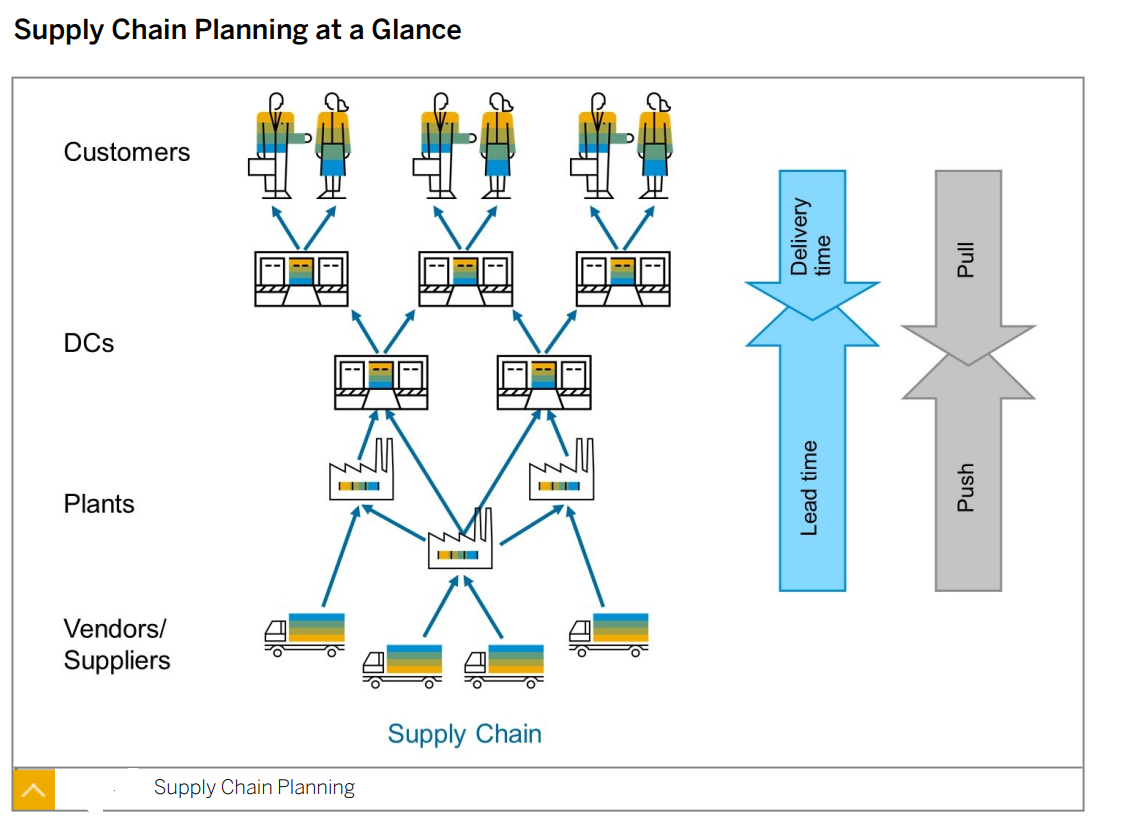 Supply Chain Planning at a Glance
Customers
DCs
Plants
Vendors/
Suppliers
Delivery
time
Lead time
Pull
Push
Supply Chain
Supply Chain Planning